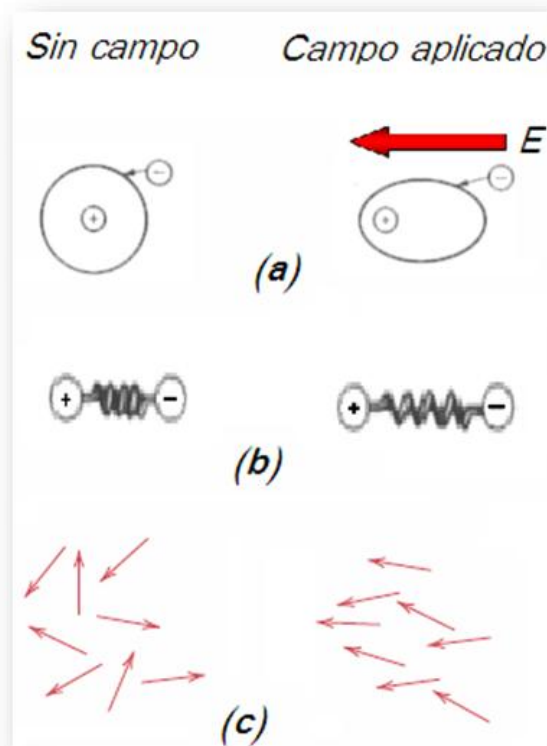 Sin campo Campo aplicado
E
− −
+ +
(a)
+ − + −
(b)
(c)